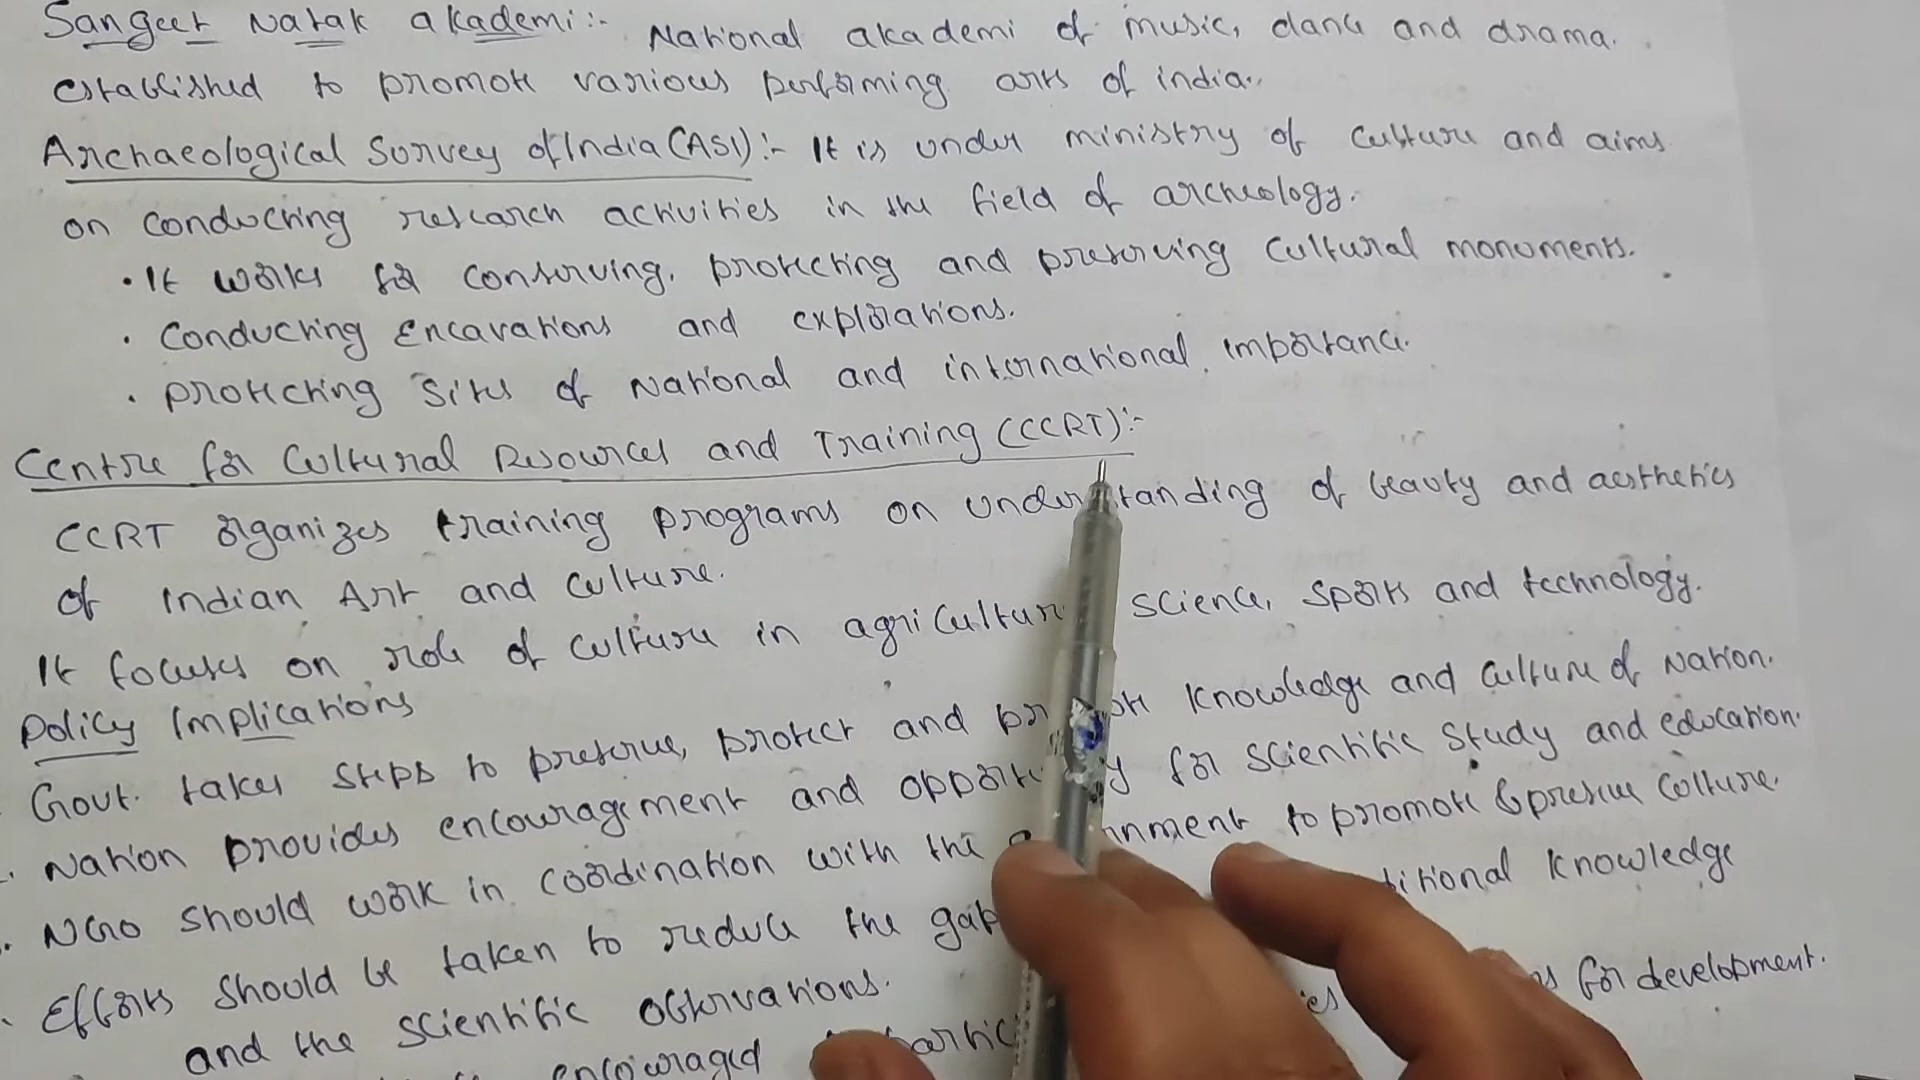 Sangeet Natak akademi:- National akademi of music, dance and drama.
established to promote various performing arts of india.
Archaeological Survey of India (ASI):- It is under ministry of culture and aims
on conducting research activities in the field of archeology.
• It works for conserving, protecting and preserving cultural monuments.
• Conducting Encavations and explorations.
• protecting sites of National and international importance.
Centre for Cultural Resources and Training (CCRT):-
CCRT organizes training programs on understanding of beauty and aesthetics
of Indian Art and culture.
It focuses on role of culture in agriculture science, sports and technology.
Policy Implications
Govt. takes steps to preserve, protect and knowledge and culture of Nation.
Nation provides encouragement and for scientific study and education.
NGO should work in coordination with the to promote & preserve culture.
Efforts should be taken to reduce the gap knowledge
and the scientific observations.
encouraged for development.